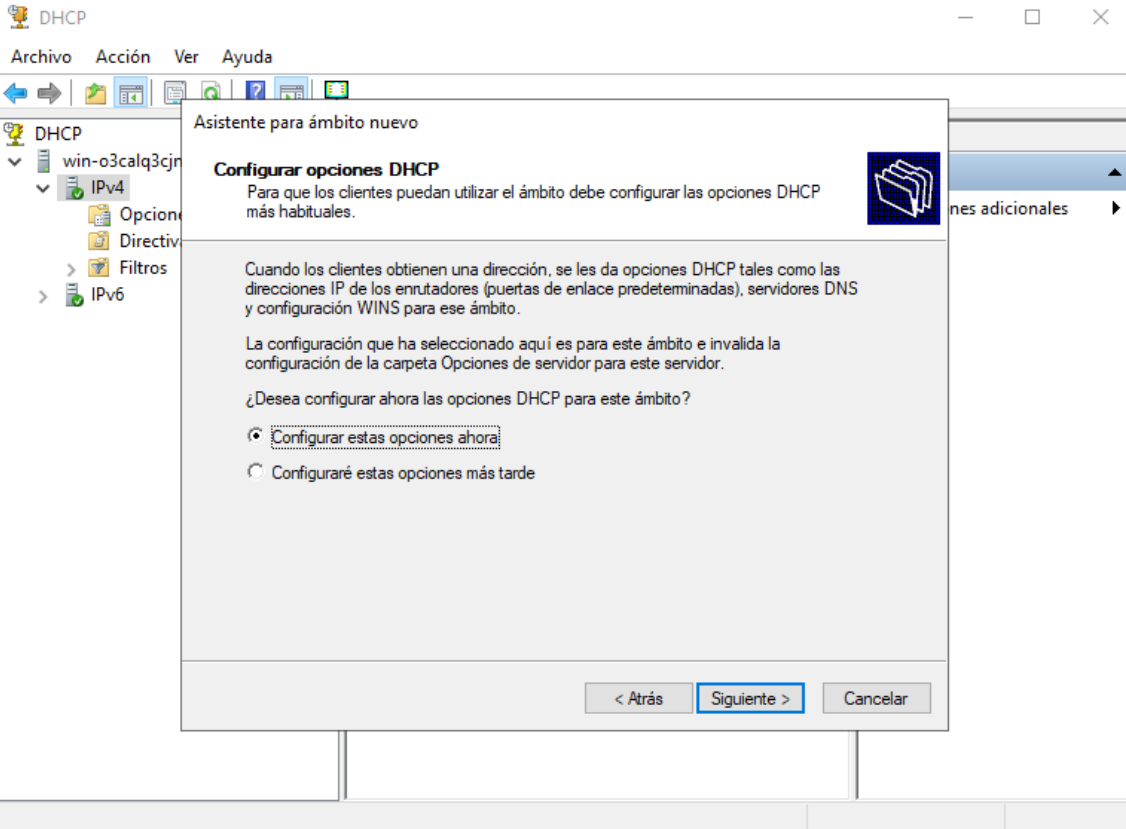 DHCP
Archivo Acción Ver Ayuda
Asistente para ámbito nuevo
DHCP
win-o3calq3cjn
IPv4
Opcione
Directiv
Filtros
IPv6
Configurar opciones DHCP
Para que los clientes puedan utilizar el ámbito debe configurar las opciones DHCP
más habituales.
nes adicionales
Cuando los clientes obtienen una dirección, se les da opciones DHCP tales como las
direcciones IP de los enrutadores (puertas de enlace predeterminadas), servidores DNS
y configuración WINS para ese ámbito.
La configuración que ha seleccionado aquí es para este ámbito e invalida la
configuración de la carpeta Opciones de servidor para este servidor.
¿Desea configurar ahora las opciones DHCP para este ámbito?
Configurar estas opciones ahora
Configuraré estas opciones más tarde
< Atrás Siguiente > Cancelar